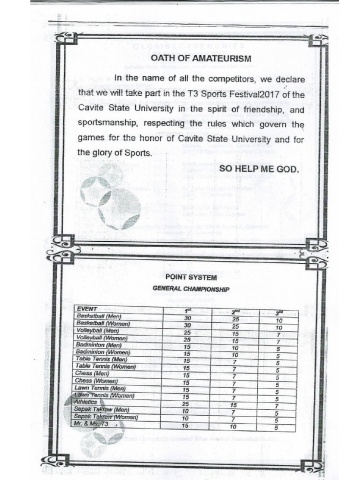 OATH OF AMATEURISM
In the name of all the competitors, we declare
that we will take part in the T3 Sports Festival2017 of the
Cavite State University in the spirit of friendship, and
sportsmanship, respecting the rules which govern the
games for the honor of Cavite State University and for
the glory of Sports.
SO HELP ME GOD.
POINT SYSTEM
GENERAL CHAMPIONSHIP
EVENT 1st 2nd 3rd
Basketball (Men) 30 25 10
Basketball (Women) 30 25 10
Volleyball (Men) 25 15 7
Volleyball (Women) 25 15 7
Badminton (Men) 15 10 5
Badminton (Women) 15 10 5
Table Tennis (Men) 15 7 5
Table Tennis (Women) 15 7 5
Chess (Men) 15 7 5
Chess (Women) 15 7 5
Lawn Tennis (Men) 15 7 5
Lawn Tennis (Women) 15 7 5
Athletics 25 15 7
Sepak Takraw (Men) 10 7 5
Sepak Takraw (Women) 10 7 5
Mr. & Ms. T3 15 10 5